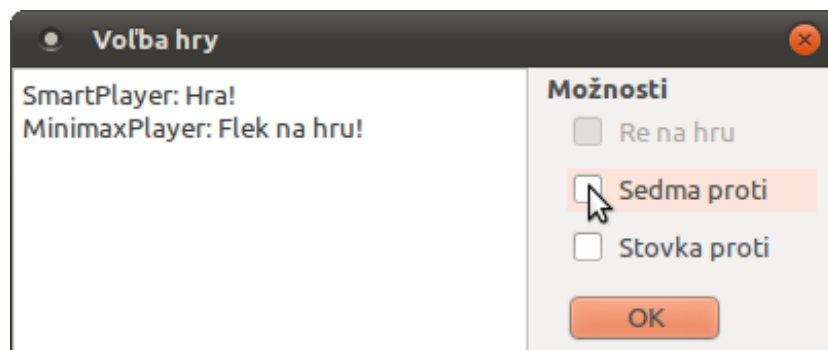 Voľba hry
SmartPlayer: Hra!
MinimaxPlayer: Flek na hru!
Možnosti
Re na hru
Sedma proti
Stovka proti
OK